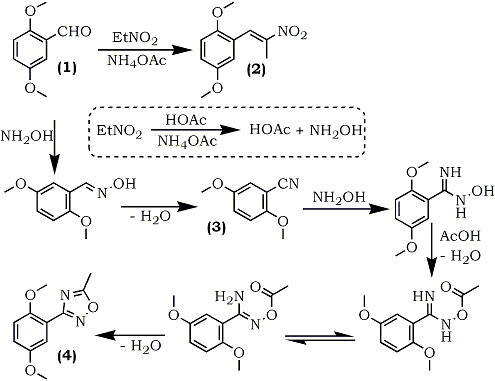 O
CHO
O
(1)
EtNO2
NH4OAc
O
NO2
O
(2)
NH2OH
EtNO2
HOAc
NH4OAc
HOAc + NH2OH
O
N
OH
O
- H2O
O
CN
O
(3)
NH2OH
O
NH
N
H
OH
O
AcOH
- H2O
O
N
O
N
O
(4)
- H2O
O
H2N
O
N
O
O
O
NH
O
N
H
O
O